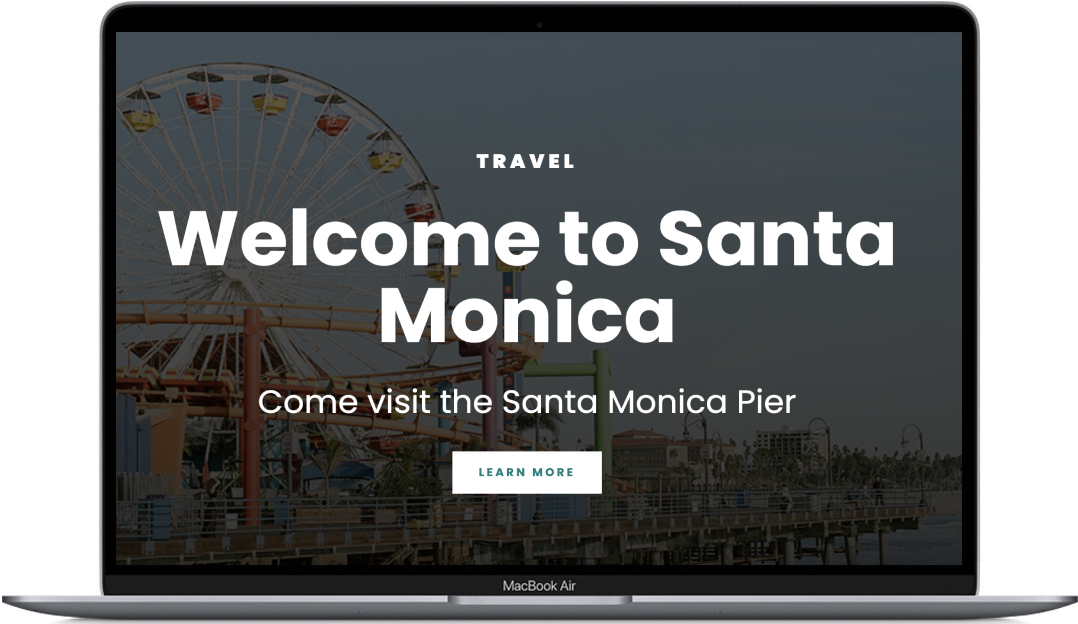 TRAVEL
Welcome to Santa
Monica
Come visit the Santa Monica Pier
LEARN MORE
MacBook Air